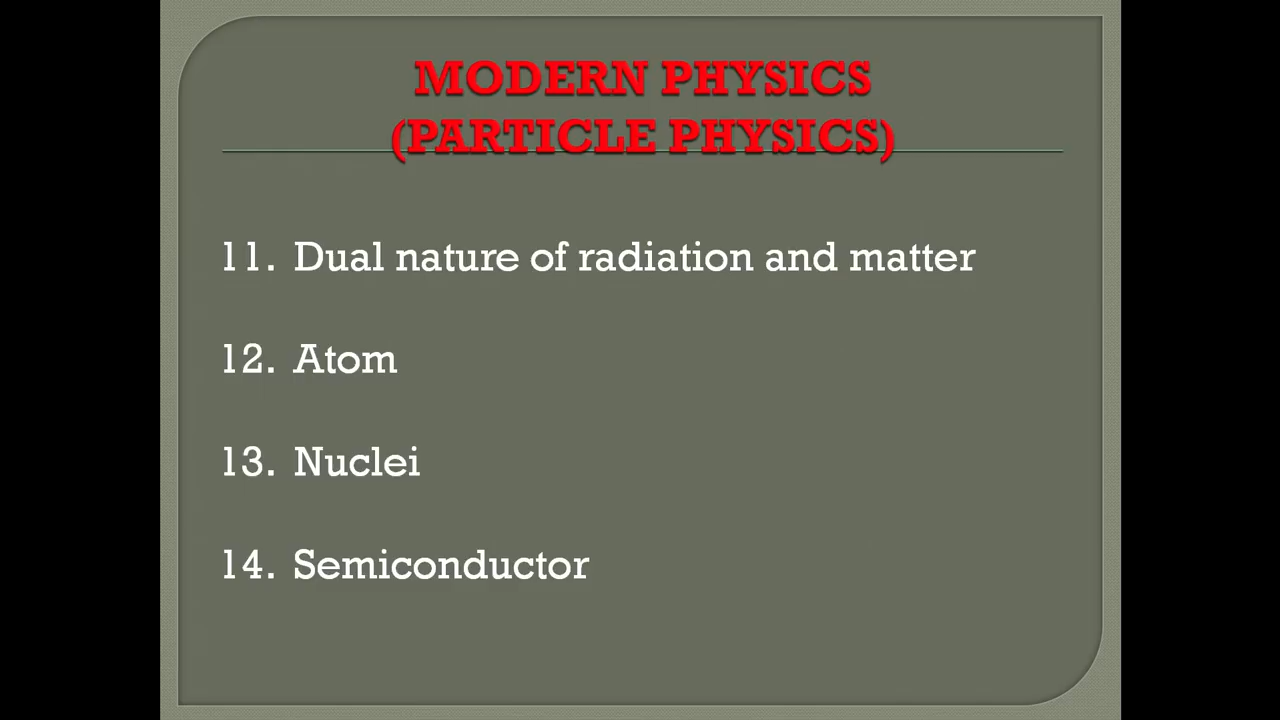 MODERN PHYSICS
(PARTICLE PHYSICS)
11. Dual nature of radiation and matter
12. Atom
13. Nuclei
14. Semiconductor